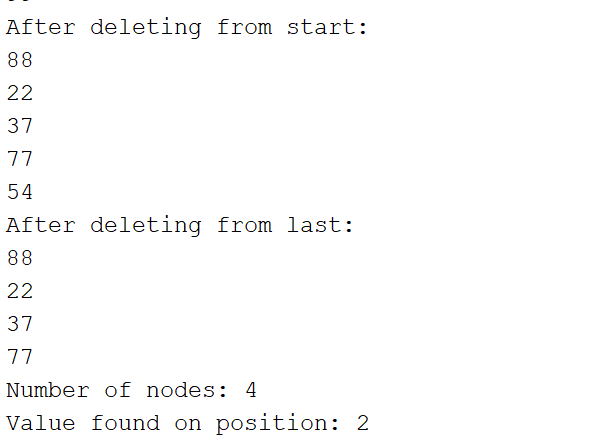 After deleting from start:
88
22
37
77
54
After deleting from last:
88
22
37
77
Number of nodes: 4
Value found on position: 2